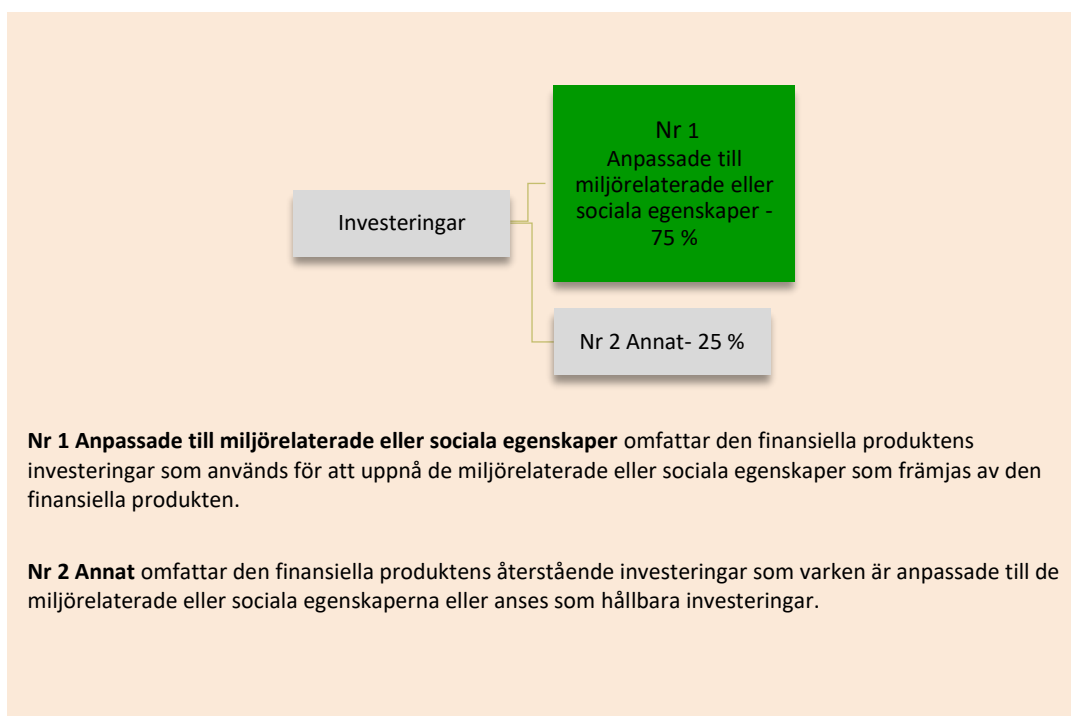 Nr 1
Anpassade till
miljörelaterade eller
sociala egenskaper -
75 %
Investeringar
Nr 2 Annat- 25 %
Nr 1 Anpassade till miljörelaterade eller sociala egenskaper omfattar den finansiella produktens
investeringar som används för att uppnå de miljörelaterade eller sociala egenskaper som främjas av den
finansiella produkten.
Nr 2 Annat omfattar den finansiella produktens återstående investeringar som varken är anpassade till de
miljörelaterade eller sociala egenskaperna eller anses som hållbara investeringar.